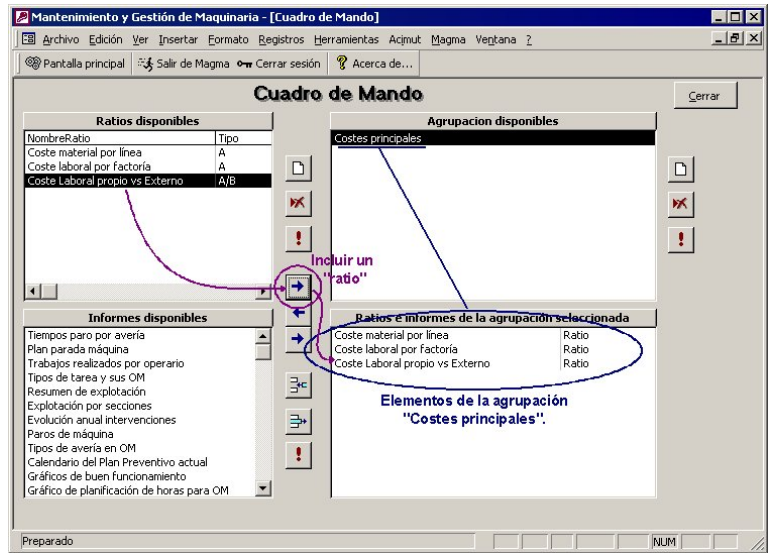 Mantenimiento y Gestión de Maquinaria - [Cuadro de Mando]
Archivo Edición Ver Insertar Formato Registros Herramientas Acimut Magma Ventana ?
Pantalla principal Salir de Magma Cerrar sesión Acerca de...
Cuadro de Mando
Cerrar
Ratios disponibles
NombreRatio Tipo
Coste material por línea A
Coste laboral por factoría A
Coste Laboral propio vs Externo A/B
Agrupacion disponibles
Costes principales
Incluir un
"ratio"
Informes disponibles
Tiempos paro por avería
Plan parada máquina
Trabajos realizados por operario
Tipos de tarea y sus OM
Resumen de explotación
Explotación por secciones
Evolución anual intervenciones
Paros de máquina
Tipos de avería en OM
Calendario del Plan Preventivo actual
Gráficos de buen funcionamiento
Gráfico de planificación de horas para OM
Ratios e informes de la agrupación seleccionada
Coste material por línea Ratio
Coste laboral por factoría Ratio
Coste Laboral propio vs Externo Ratio
Elementos de la agrupación
"Costes principales".
Preparado
NUM